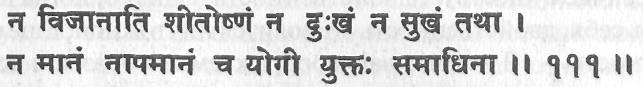 न विजानाति शीतोष्णं न दुःखं न सुखं तथा ।
न मानं नापमानं च योगी युक्तः समाधिना ।। १११ ।।